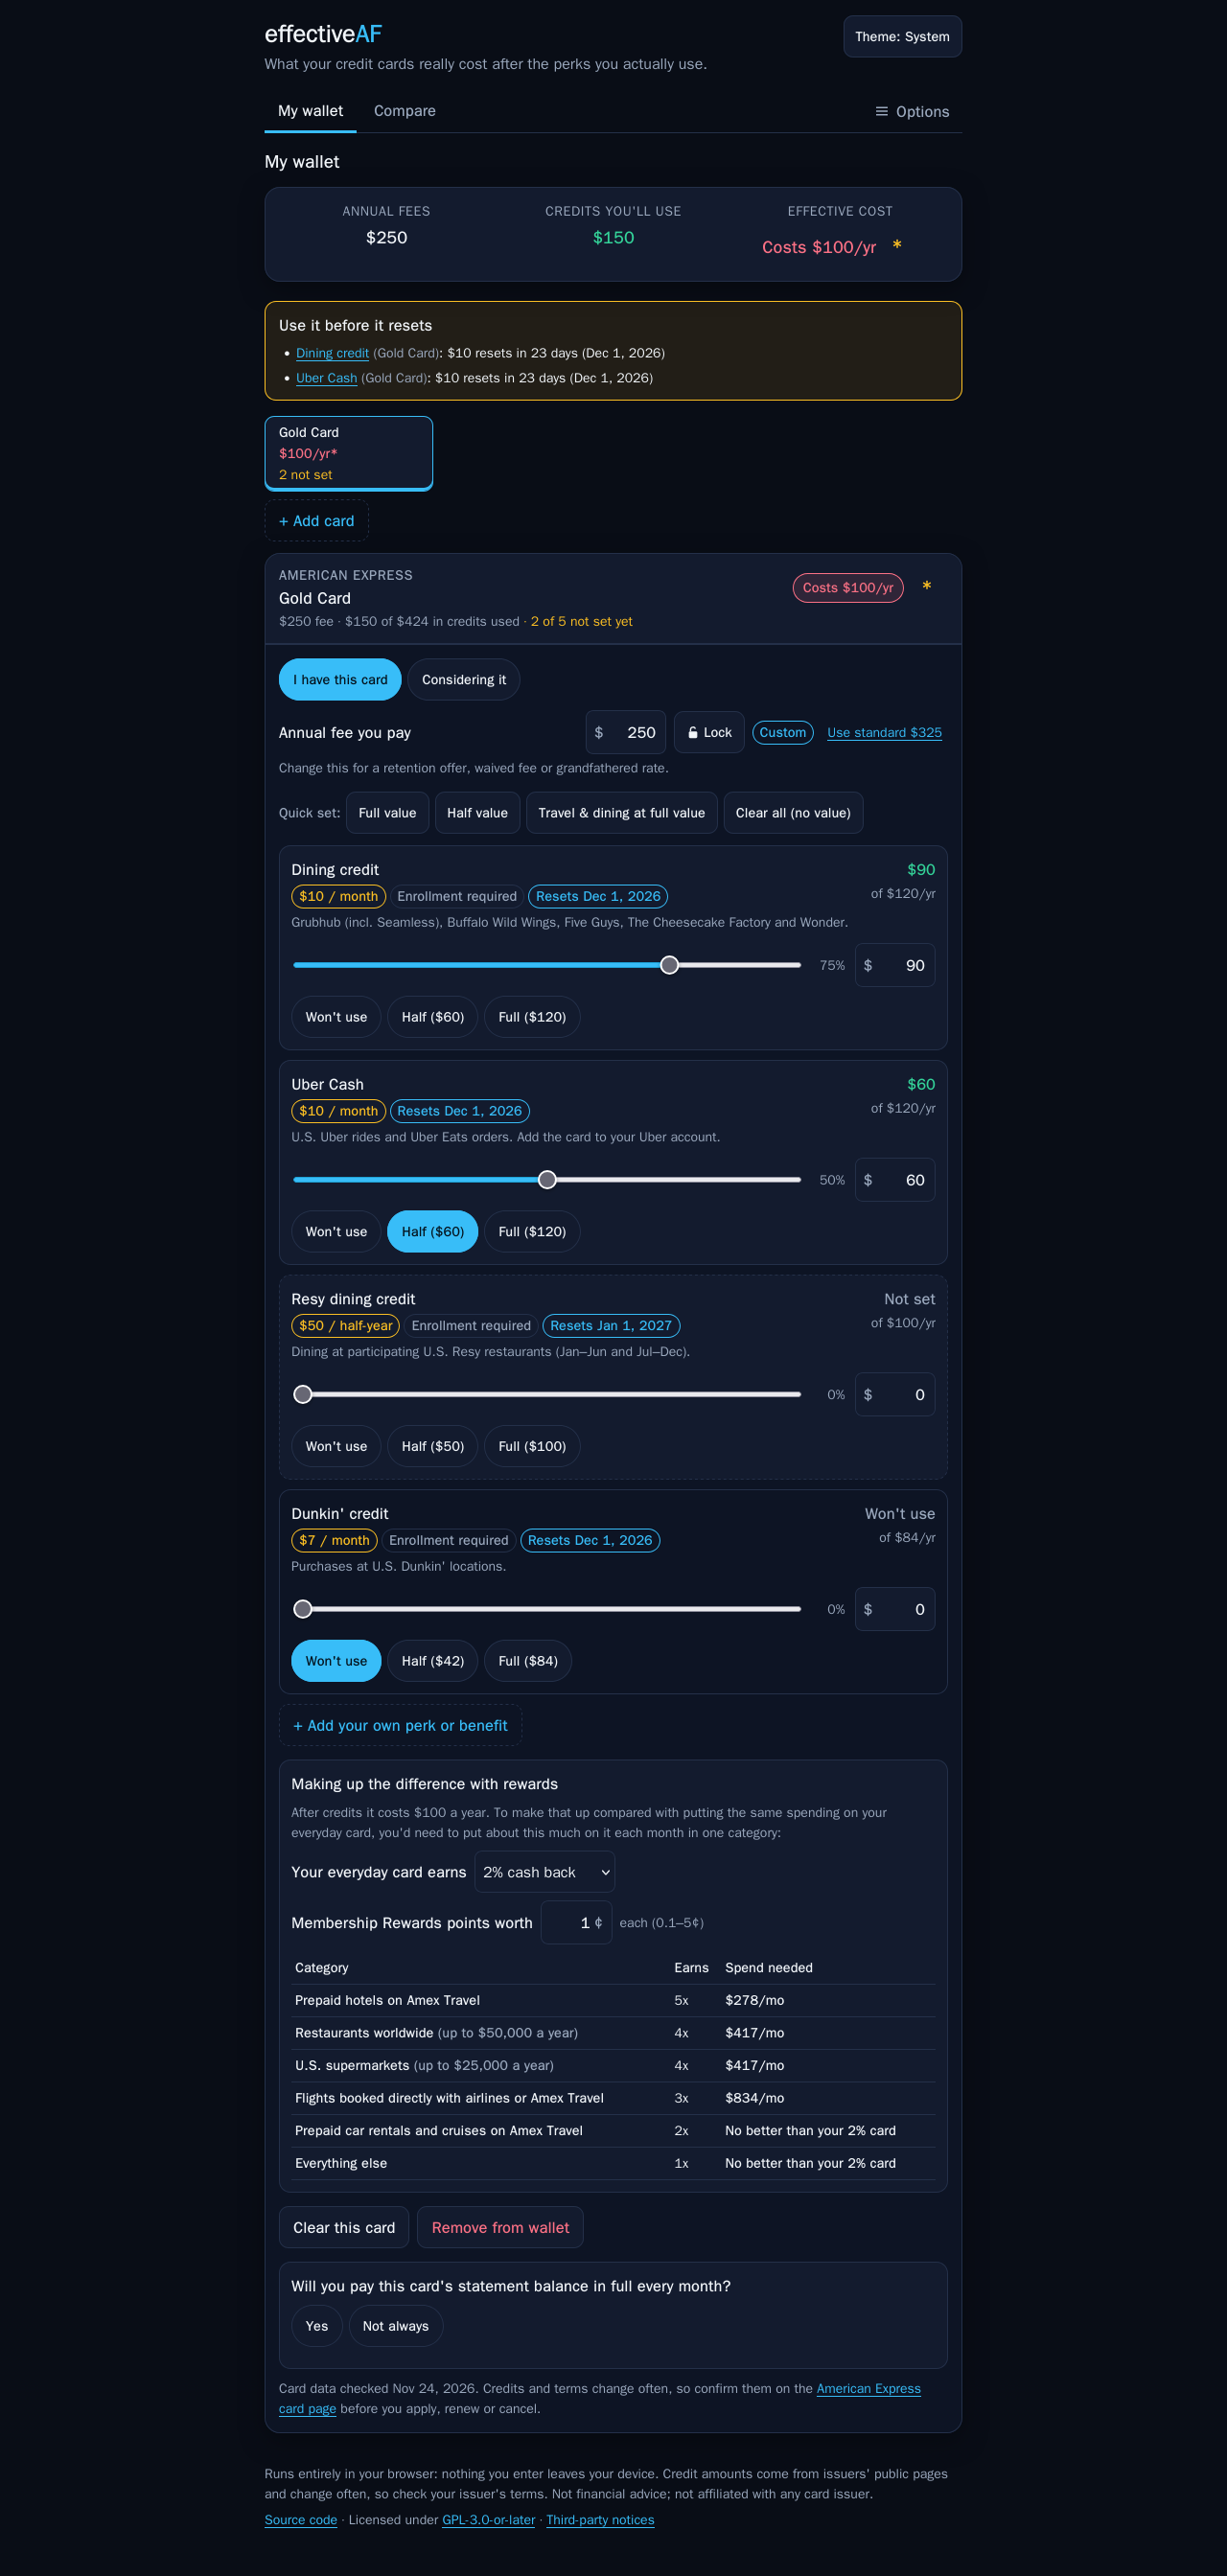 effectiveAF
Theme: System
What your credit cards really cost after the perks you actually use.
My wallet
Compare
Options
My wallet
ANNUAL FEES
$250
CREDITS YOU'LL USE
$150
EFFECTIVE COST
Costs $100/yr *
Use it before it resets
• Dining credit (Gold Card): $10 resets in 23 days (Dec 1, 2026)
• Uber Cash (Gold Card): $10 resets in 23 days (Dec 1, 2026)
Gold Card
$100/yr*
2 not set
+ Add card
AMERICAN EXPRESS
Gold Card
$250 fee · $150 of $424 in credits used · 2 of 5 not set yet
Costs $100/yr *
I have this card
Considering it
Annual fee you pay
$ 250
Lock
Custom
Use standard $325
Change this for a retention offer, waived fee or grandfathered rate.
Quick set:
Full value
Half value
Travel & dining at full value
Clear all (no value)
Dining credit
$90
$10 / month
Enrollment required
Resets Dec 1, 2026
of $120/yr
Grubhub (incl. Seamless), Buffalo Wild Wings, Five Guys, The Cheesecake Factory and Wonder.
75%
$ 90
Won't use
Half ($60)
Full ($120)
Uber Cash
$60
$10 / month
Resets Dec 1, 2026
of $120/yr
U.S. Uber rides and Uber Eats orders. Add the card to your Uber account.
50%
$ 60
Won't use
Half ($60)
Full ($120)
Resy dining credit
Not set
$50 / half-year
Enrollment required
Resets Jan 1, 2027
of $100/yr
Dining at participating U.S. Resy restaurants (Jan–Jun and Jul–Dec).
0%
$ 0
Won't use
Half ($50)
Full ($100)
Dunkin' credit
Won't use
$7 / month
Enrollment required
Resets Dec 1, 2026
of $84/yr
Purchases at U.S. Dunkin' locations.
0%
$ 0
Won't use
Half ($42)
Full ($84)
+ Add your own perk or benefit
Making up the difference with rewards
After credits it costs $100 a year. To make that up compared with putting the same spending on your
everyday card, you'd need to put about this much on it each month in one category:
Your everyday card earns
2% cash back
Membership Rewards points worth
1 ¢
each (0.1–5¢)
Category Earns Spend needed
Prepaid hotels on Amex Travel 5x $278/mo
Restaurants worldwide (up to $50,000 a year) 4x $417/mo
U.S. supermarkets (up to $25,000 a year) 4x $417/mo
Flights booked directly with airlines or Amex Travel 3x $834/mo
Prepaid car rentals and cruises on Amex Travel 2x No better than your 2% card
Everything else 1x No better than your 2% card
Clear this card
Remove from wallet
Will you pay this card's statement balance in full every month?
Yes
Not always
Card data checked Nov 24, 2026. Credits and terms change often, so confirm them on the American Express
card page before you apply, renew or cancel.
Runs entirely in your browser: nothing you enter leaves your device. Credit amounts come from issuers' public pages
and change often, so check your issuer's terms. Not financial advice; not affiliated with any card issuer.
Source code · Licensed under GPL-3.0-or-later · Third-party notices